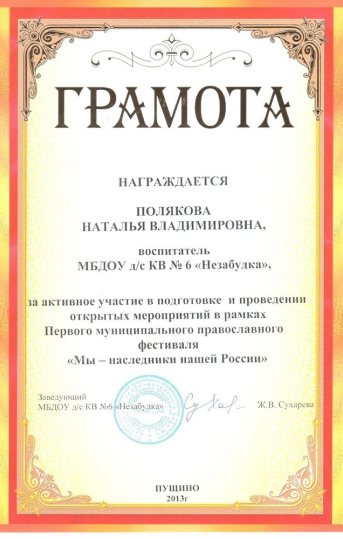 ГРАМОТА
НАГРАЖДАЕТСЯ
ПОЛЯКОВА
НАТАЛЬЯ ВЛАДИМИРОВНА,
воспитатель
МБДОУ д/с КВ № 6 «Незабудка»,
за активное участие в подготовке и проведении
открытых мероприятий в рамках
Первого муниципального православного
фестиваля
«Мы – наследники нашей России»
Заведующий
МБДОУ д/с КВ №6 «Незабудка»
Ж.В. Сухарева
ПУЩИНО
2013г